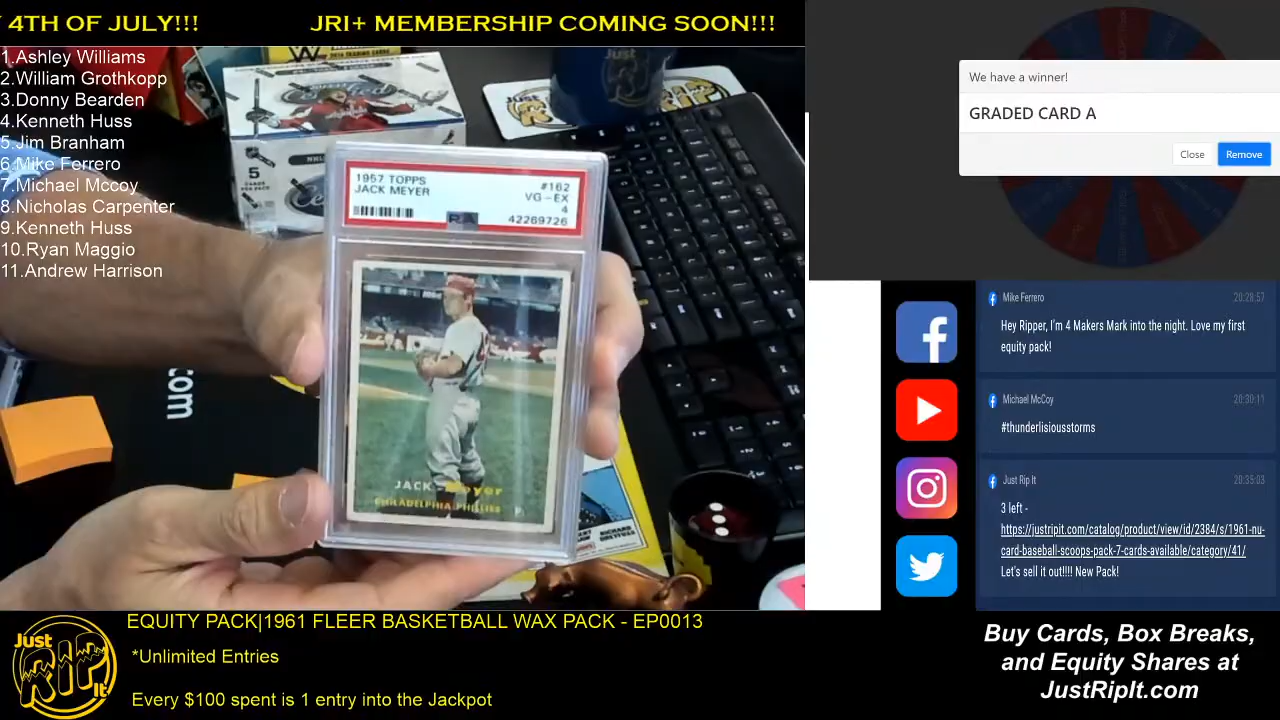 4TH OF JULY!!! JRI+ MEMBERSHIP COMING SOON!!!
1.Ashley Williams
2.William Grothkopp
3.Donny Bearden
4.Kenneth Huss
5.Jim Branham
6.Mike Ferrero
7.Michael Mccoy
8.Nicholas Carpenter
9.Kenneth Huss
10.Ryan Maggio
11.Andrew Harrison
NHL
5
1957 TOPPS #162
JACK MEYER VG-EX
4
42269726
JACK Meyer
PHILADELPHIA PHILLIES P.
com
RICHARD
DREYFUSS
We have a winner!
GRADED CARD A
Close Remove
Mike Ferrero 20:28:57
Hey Ripper, I'm 4 Makers Mark into the night. Love my first
equity pack!
Michael McCoy 20:30:11
#thunderlisiousstorms
Just Rip It 20:35:03
3 left -
https://justripit.com/catalog/product/view/id/2384/s/1961-nu-
card-baseball-scoops-pack-7-cards-available/category/41/
Let's sell it out!!!! New Pack!
Just
RIP
It
EQUITY PACK|1961 FLEER BASKETBALL WAX PACK - EP0013
*Unlimited Entries
Every $100 spent is 1 entry into the Jackpot
Buy Cards, Box Breaks,
and Equity Shares at
JustRipIt.com